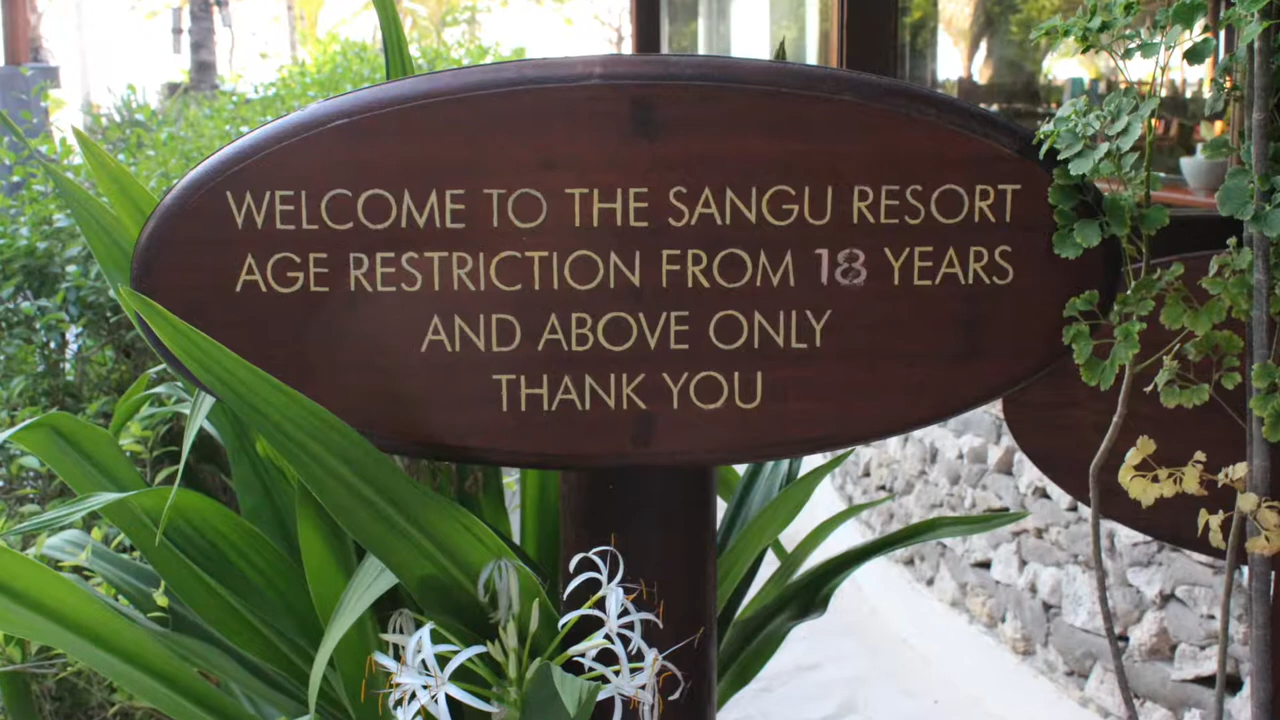 WELCOME TO THE SANGU RESORT
AGE RESTRICTION FROM 18 YEARS
AND ABOVE ONLY
THANK YOU